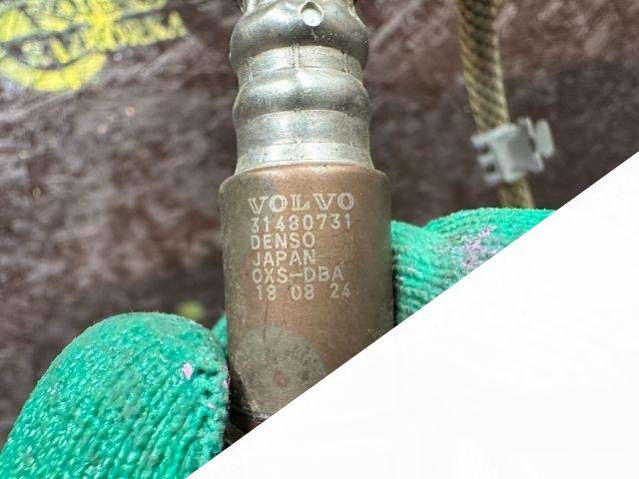 VOLVO
31480731
DENSO
JAPAN
OXS-DBA
18 08 24